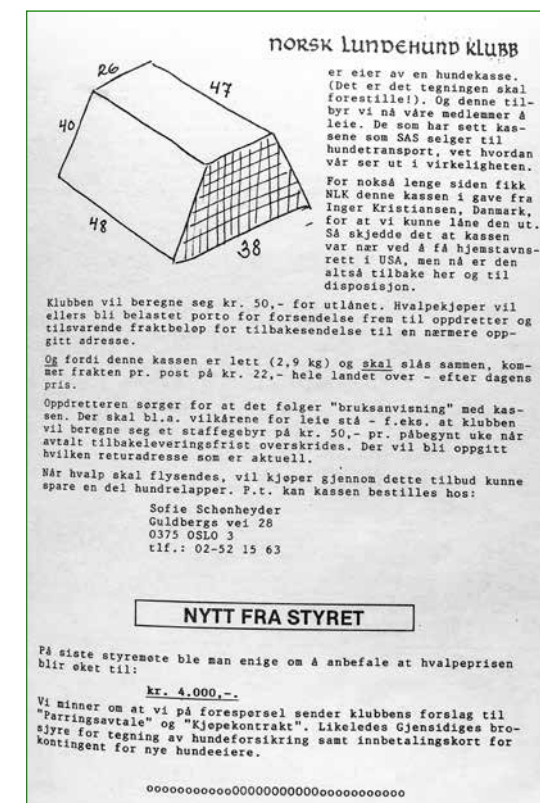 NORSK LUNDEHUND KLUBB
26
47
40
48
38
er eier av en hundekasse.
(Det er det tegningen skal
forestille!). Og denne til-
byr vi nå våre medlemmer å
leie. De som har sett kas-
sene som SAS selger til
hundetransport, vet hvordan
vår ser ut i virkeligheten.
For nokså lenge siden fikk
NLK denne kassen i gave fra
Inger Kristiansen, Danmark,
for at vi kunne låne den ut.
Så skjedde det at kassen
var nær ved å få hjemstavns-
rett i USA, men nå er den
altså tilbake her og til
disposisjon.
Klubben vil beregne seg kr. 50,- for utlånet. Hvalpekjøper vil
ellers bli belastet porto for forsendelse frem til oppdretter og
tilsvarende fraktbeløp for tilbakesendelse til en nærmere opp-
gitt adresse.
Og fordi denne kassen er lett (2,9 kg) og skal slås sammen, kom-
mer frakten pr. post på kr. 22,- hele landet over - efter dagens
pris.
Oppdretteren sørger for at det følger "bruksanvisning" med kas-
sen. Der skal bl.a. vilkårene for leie stå - f.eks. at klubben
vil beregne seg et staffegebyr på kr. 50,- pr. påbegynt uke når
avtalt tilbakeleveringsfrist overskrides. Der vil bli oppgitt
hvilken returadresse som er aktuell.
Når hvalp skal flysendes, vil kjøper gjennom dette tilbud kunne
spare en del hundrelapper. P.t. kan kassen bestilles hos:
Sofie Schønheyder
Guldbergs vei 28
0375 OSLO 3
tlf.: 02-52 15 63
NYTT FRA STYRET
På siste styremøte ble man enige om å anbefale at hvalpeprisen
blir øket til:
kr. 4.000,-.
Vi minner om at vi på forespørsel sender klubbens forslag til
"Parringsavtale" og "Kjøpekontrakt". Likeledes Gjensidiges bro-
sjyre for tegning av hundeforsikring samt innbetalingskort for
kontingent for nye hundeeiere.
ooooooooooo00000000000ooooooooooo